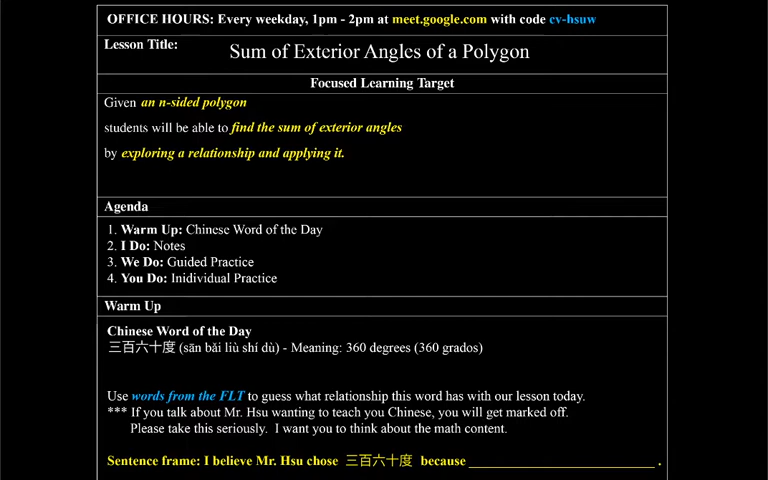 OFFICE HOURS: Every weekday, 1pm - 2pm at meet.google.com with code cv-hsuw
Lesson Title:
Sum of Exterior Angles of a Polygon
Focused Learning Target
Given an n-sided polygon
students will be able to find the sum of exterior angles
by exploring a relationship and applying it.
Agenda
1. Warm Up: Chinese Word of the Day
2. I Do: Notes
3. We Do: Guided Practice
4. You Do: Inidividual Practice
Warm Up
Chinese Word of the Day
三百六十度 (sān bǎi liù shí dù) - Meaning: 360 degrees (360 grados)
Use words from the FLT to guess what relationship this word has with our lesson today.
*** If you talk about Mr. Hsu wanting to teach you Chinese, you will get marked off.
Please take this seriously. I want you to think about the math content.
Sentence frame: I believe Mr. Hsu chose 三百六十度 because ____________________________ .